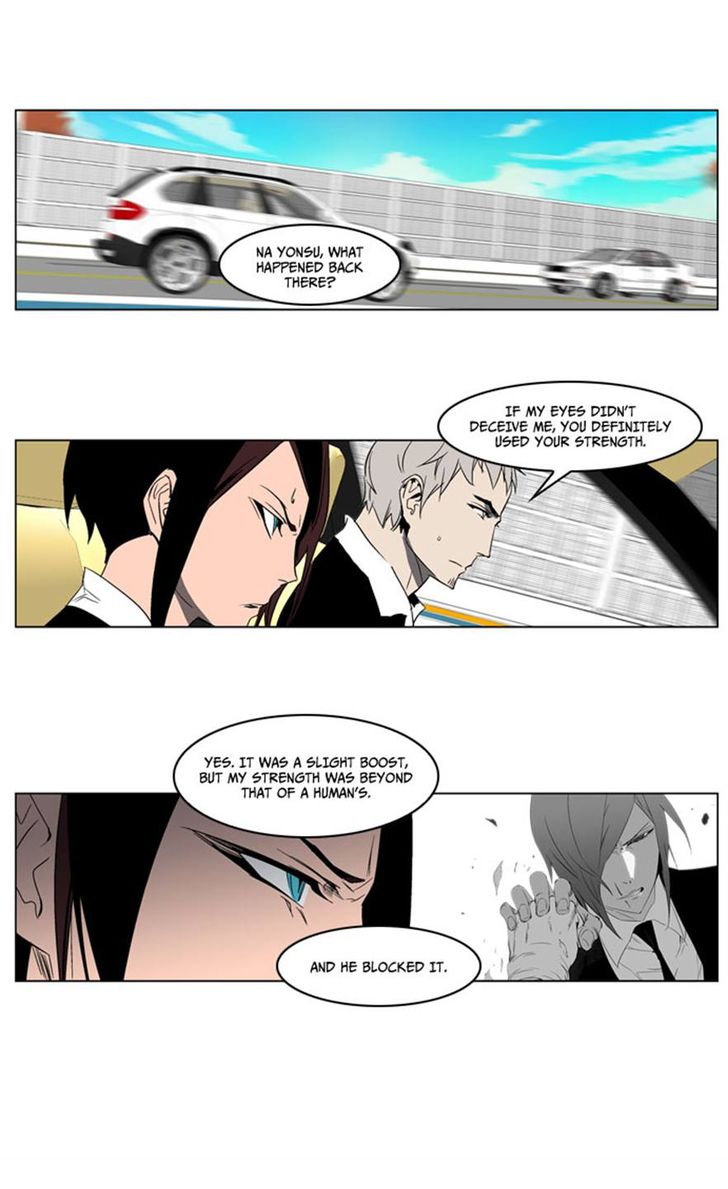 NA YONSU, WHAT
HAPPENED BACK
THERE?
IF MY EYES DIDN'T
DECEIVE ME, YOU DEFINITELY
USED YOUR STRENGTH.
YES. IT WAS A SLIGHT BOOST,
BUT MY STRENGTH WAS BEYOND
THAT OF A HUMAN'S.
AND HE BLOCKED IT.